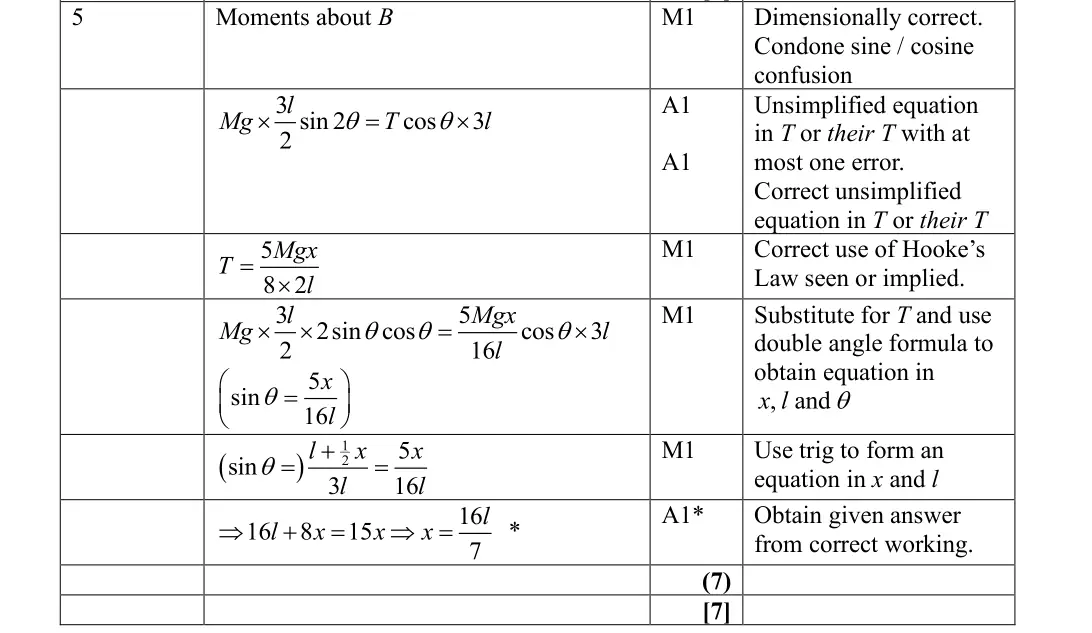 5 Moments about B M1 Dimensionally correct.
Condone sine / cosine
confusion
Mg × 3l/2 sin 2θ = T cos θ × 3l A1 Unsimplified equation
in T or their T with at
A1 most one error.
Correct unsimplified
equation in T or their T
T = 5Mgx/(8 × 2l) M1 Correct use of Hooke’s
Law seen or implied.
Mg × 3l/2 × 2 sin θ cos θ = 5Mgx/16l cos θ × 3l M1 Substitute for T and use
double angle formula to
(sin θ = 5x/16l) obtain equation in
x, l and θ
(sin θ =) (l + ½x)/3l = 5x/16l M1 Use trig to form an
equation in x and l
⇒ 16l + 8x = 15x ⇒ x = 16l/7 * A1* Obtain given answer
from correct working.
(7)
[7]